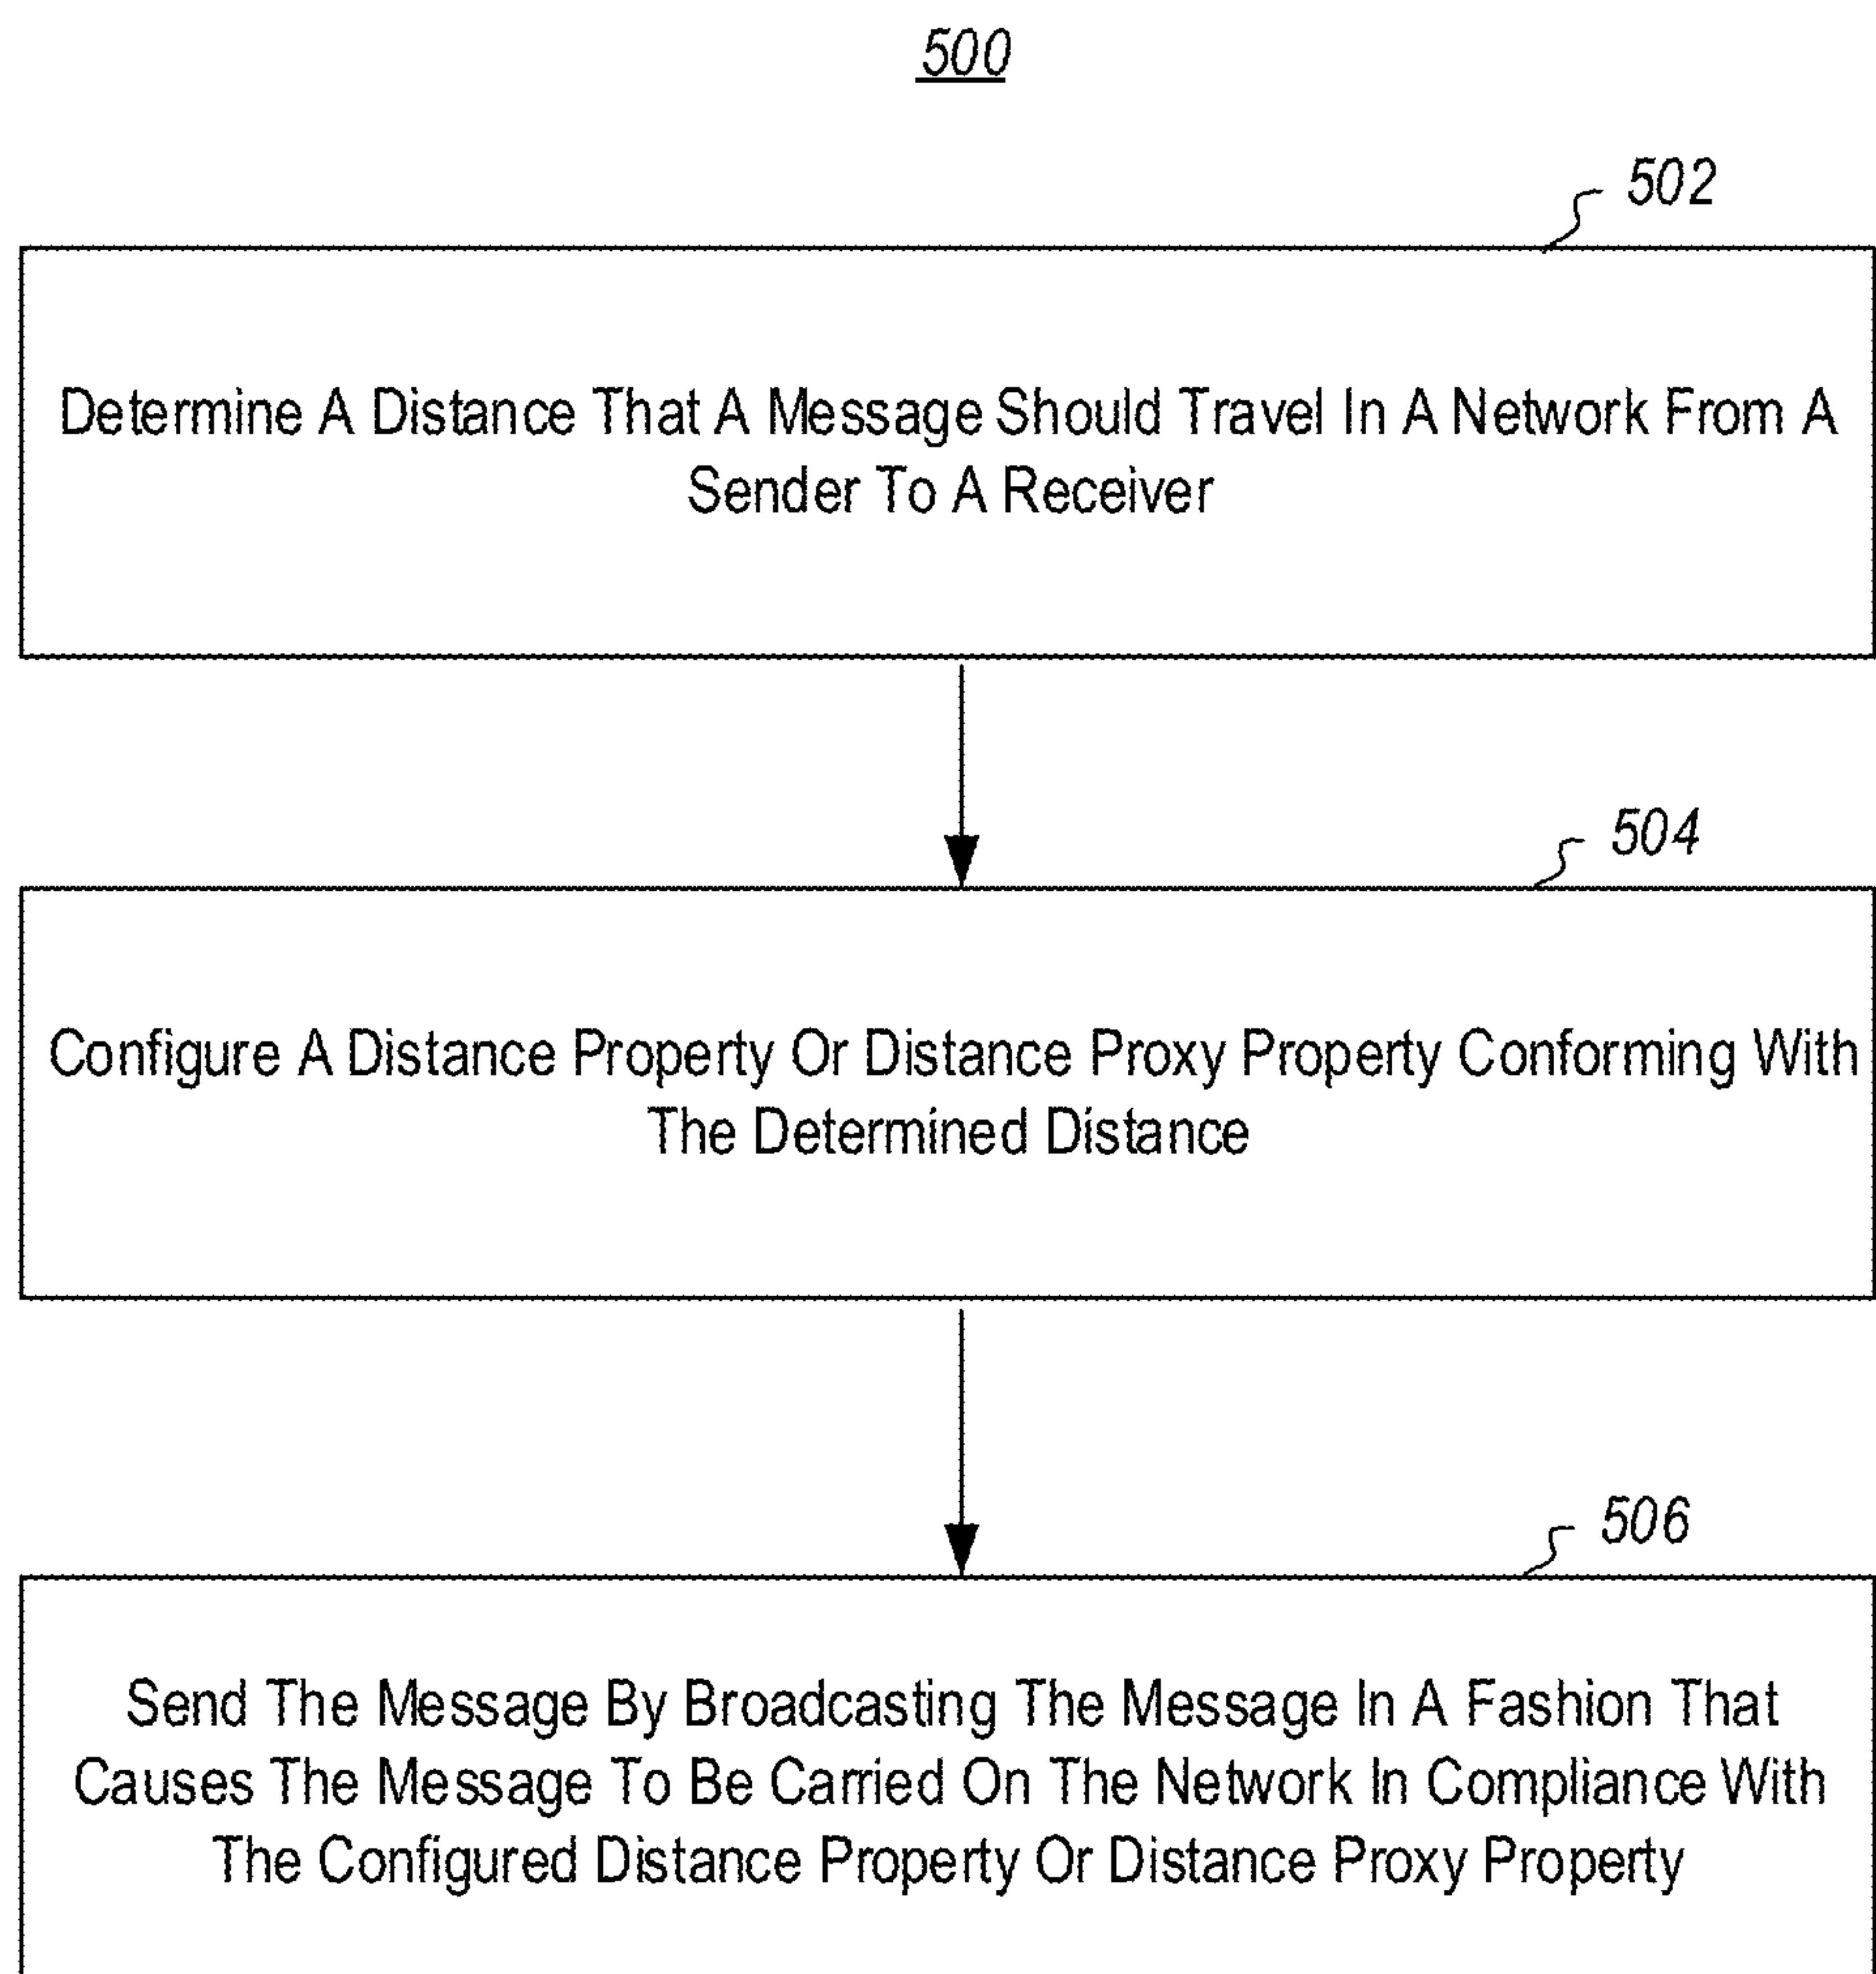 500
502
Determine A Distance That A Message Should Travel In A Network From A
Sender To A Receiver
504
Configure A Distance Property Or Distance Proxy Property Conforming With
The Determined Distance
506
Send The Message By Broadcasting The Message In A Fashion That
Causes The Message To Be Carried On The Network In Compliance With
The Configured Distance Property Or Distance Proxy Property